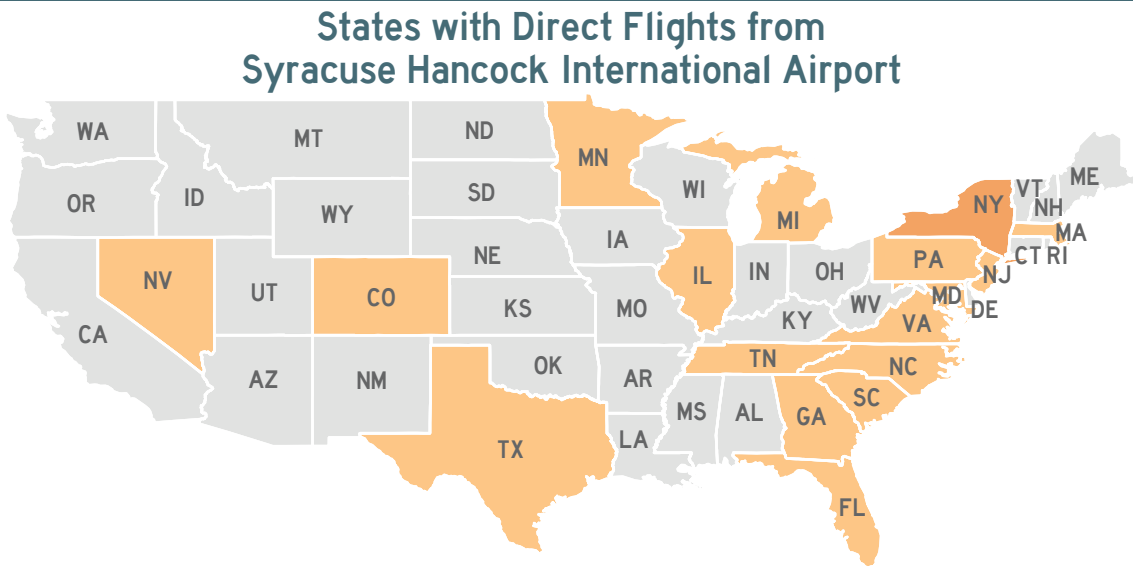 States with Direct Flights from
Syracuse Hancock International Airport
WA
MT
ND
MN
OR
ID
WY
SD
WI
MI
NY
VT
NH
ME
MA
CT
RI
NV
UT
CO
NE
IA
IL
IN
OH
PA
NJ
CA
KS
MO
KY
WV
MD
DE
VA
AZ
NM
OK
AR
TN
NC
TX
LA
MS
AL
GA
SC
FL